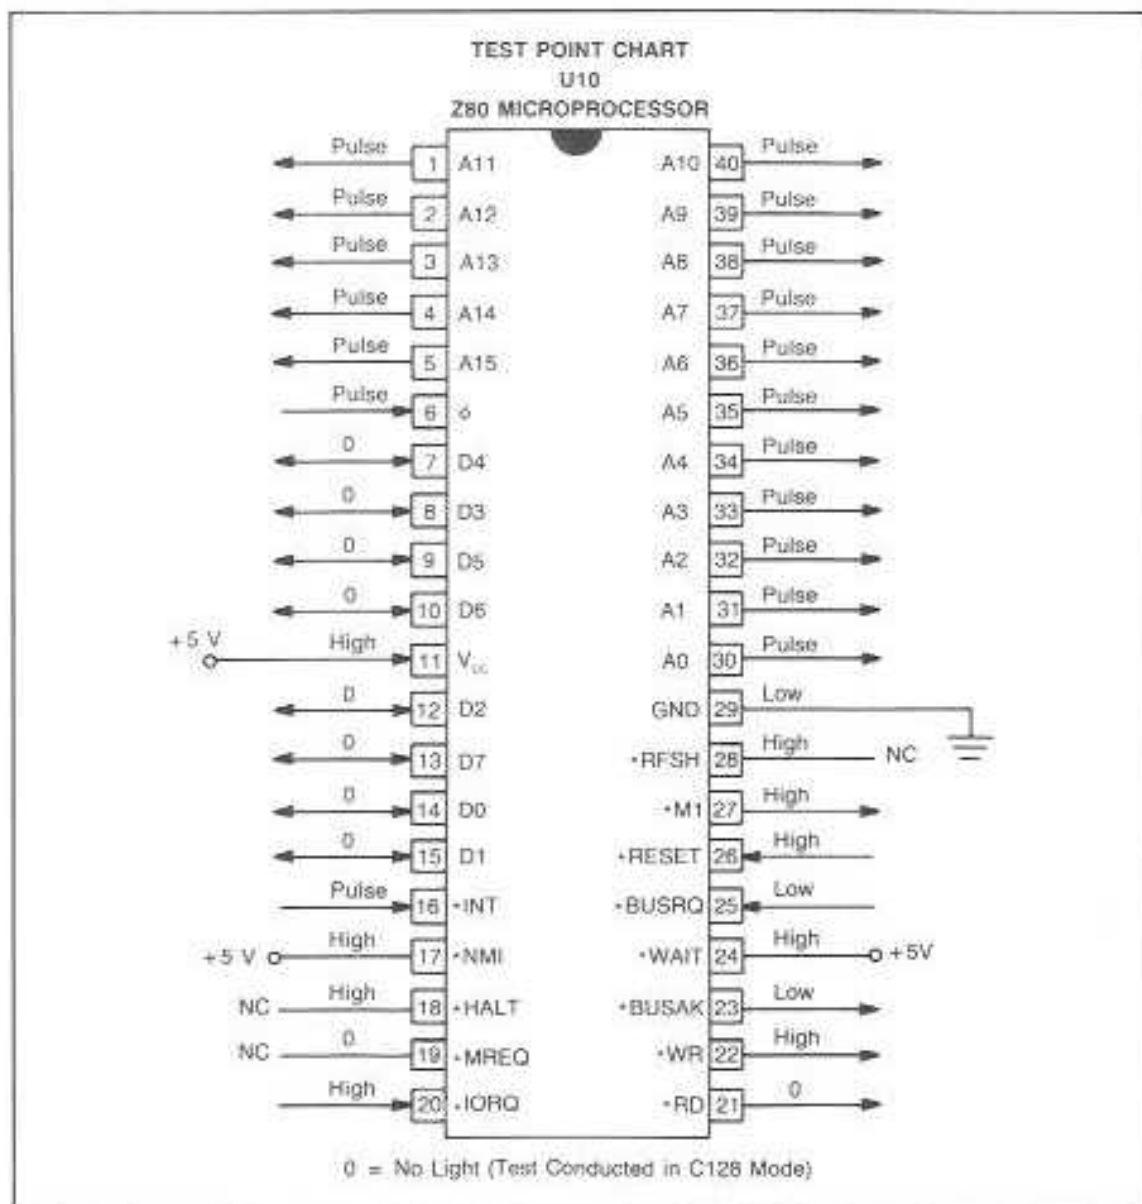 TEST POINT CHART
U10
Z80 MICROPROCESSOR
Pulse 1 A11 A10 40 Pulse
Pulse 2 A12 A9 39 Pulse
Pulse 3 A13 A8 38 Pulse
Pulse 4 A14 A7 37 Pulse
Pulse 5 A15 A6 36 Pulse
Pulse 6 ϕ A5 35 Pulse
0 7 D4 A4 34 Pulse
0 8 D3 A3 33 Pulse
0 9 D5 A2 32 Pulse
0 10 D6 A1 31 Pulse
+5 V High 11 Vcc A0 30 Pulse
0 12 D2 GND 29 Low
0 13 D7 *RFSH 28 High NC
0 14 D0 *M1 27 High
0 15 D1 *RESET 26 High
Pulse 16 *INT *BUSRQ 25 Low
+5 V High 17 *NMI *WAIT 24 High +5V
NC High 18 *HALT *BUSAK 23 Low
NC 0 19 *MREQ *WR 22 High
High 20 *IORQ *RD 21 0
0 = No Light (Test Conducted in C128 Mode)